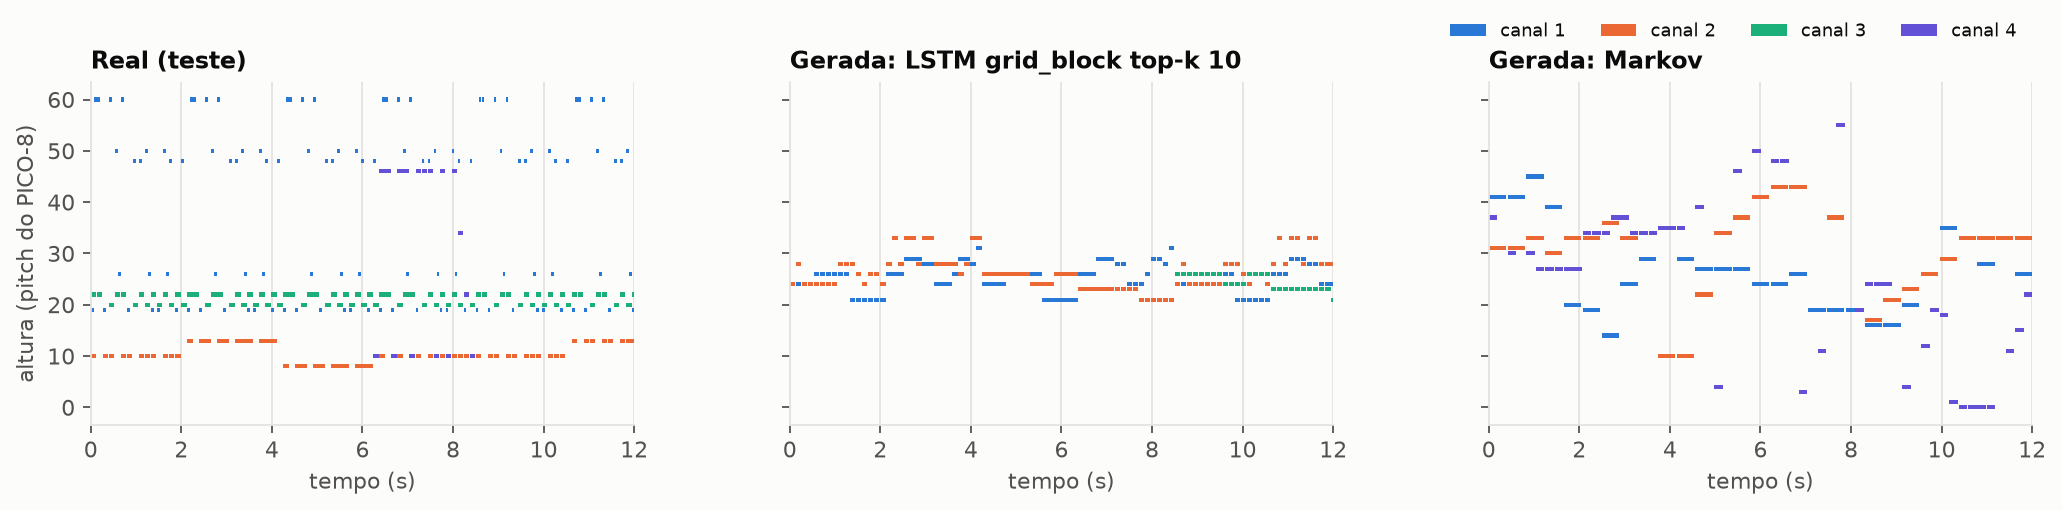 canal 1 canal 2 canal 3 canal 4
Real (teste)
Gerada: LSTM grid_block top-k 10
Gerada: Markov
altura (pitch do PICO-8)
60
50
40
30
20
10
0
0 2 4 6 8 10 12
tempo (s)
0 2 4 6 8 10 12
tempo (s)
0 2 4 6 8 10 12
tempo (s)